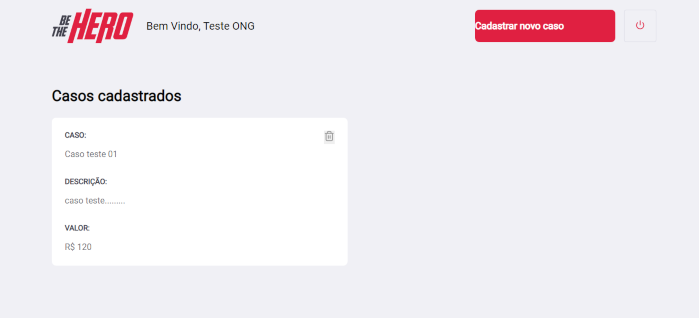 BE THE HERO
Bem Vindo, Teste ONG
Cadastrar novo caso
Casos cadastrados
CASO:
Caso teste 01
DESCRIÇÃO:
caso teste.........
VALOR:
R$ 120